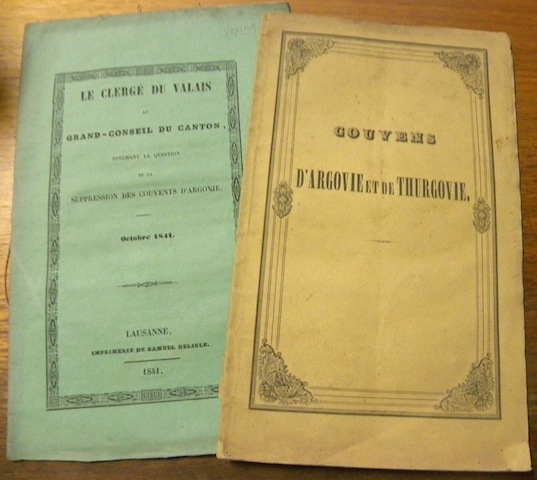 LE CLERGÉ DU VALAIS
AU
GRAND-CONSEIL DU CANTON,
TOUCHANT LA QUESTION
DE LA
SUPPRESSION DES COUVENTS D'ARGOVIE.
Octobre 1841.
LAUSANNE,
IMPRIMERIE DE SAMUEL DELISLE.
1841.
COUVENS
D'ARGOVIE ET DE THURGOVIE.